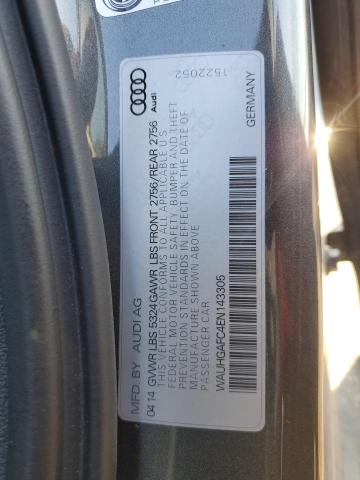 Audi
1522052
GERMANY
MFD. BY AUDI AG
04 14 GVWR LBS 5324 GAWR LBS FRONT 2756/REAR 2756
THIS VEHICLE CONFORMS TO ALL APPLICABLE U S
FEDERAL MOTOR VEHICLE SAFETY, BUMPER AND THEFT
PREVENTION STANDARDS IN EFFECT ON THE DATE OF
MANUFACTURE SHOWN ABOVE
PASSENGER CAR
WAUHGAFC4EN143305